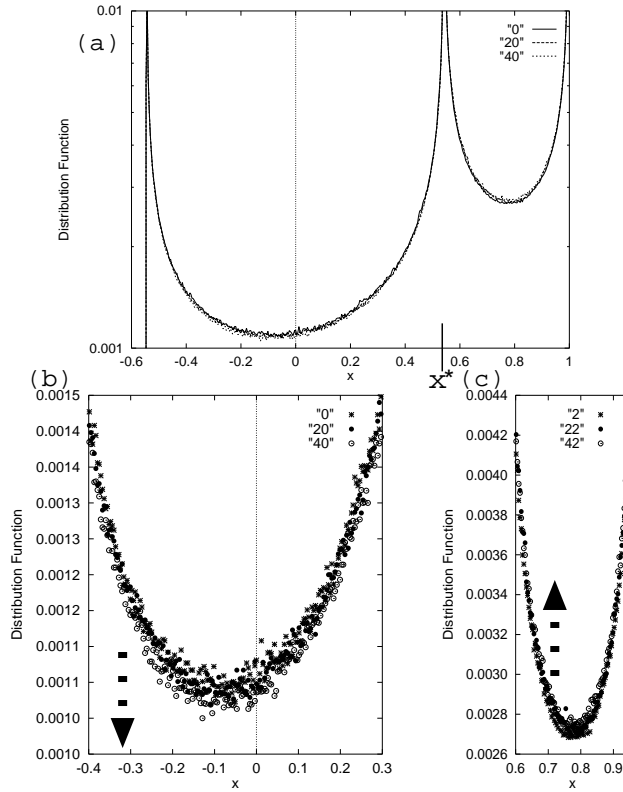 (a)
0.01
0.001
Distribution Function
"0"
"20"
"40"
-0.6 -0.4 -0.2 0 0.2 0.4 0.6 0.8 1
x
x*
(b)
0.0015
0.0014
0.0014
0.0013
0.0013
0.0012
0.0012
0.0011
0.0011
0.0010
0.0010
Distribution Function
"0"
"20"
"40"
-0.4 -0.3 -0.2 -0.1 0 0.1 0.2 0.3
x
(c)
0.0044
0.0042
0.0040
0.0038
0.0036
0.0034
0.0032
0.0030
0.0028
0.0026
Distribution Function
"2"
"22"
"42"
0.6 0.7 0.8 0.9
x